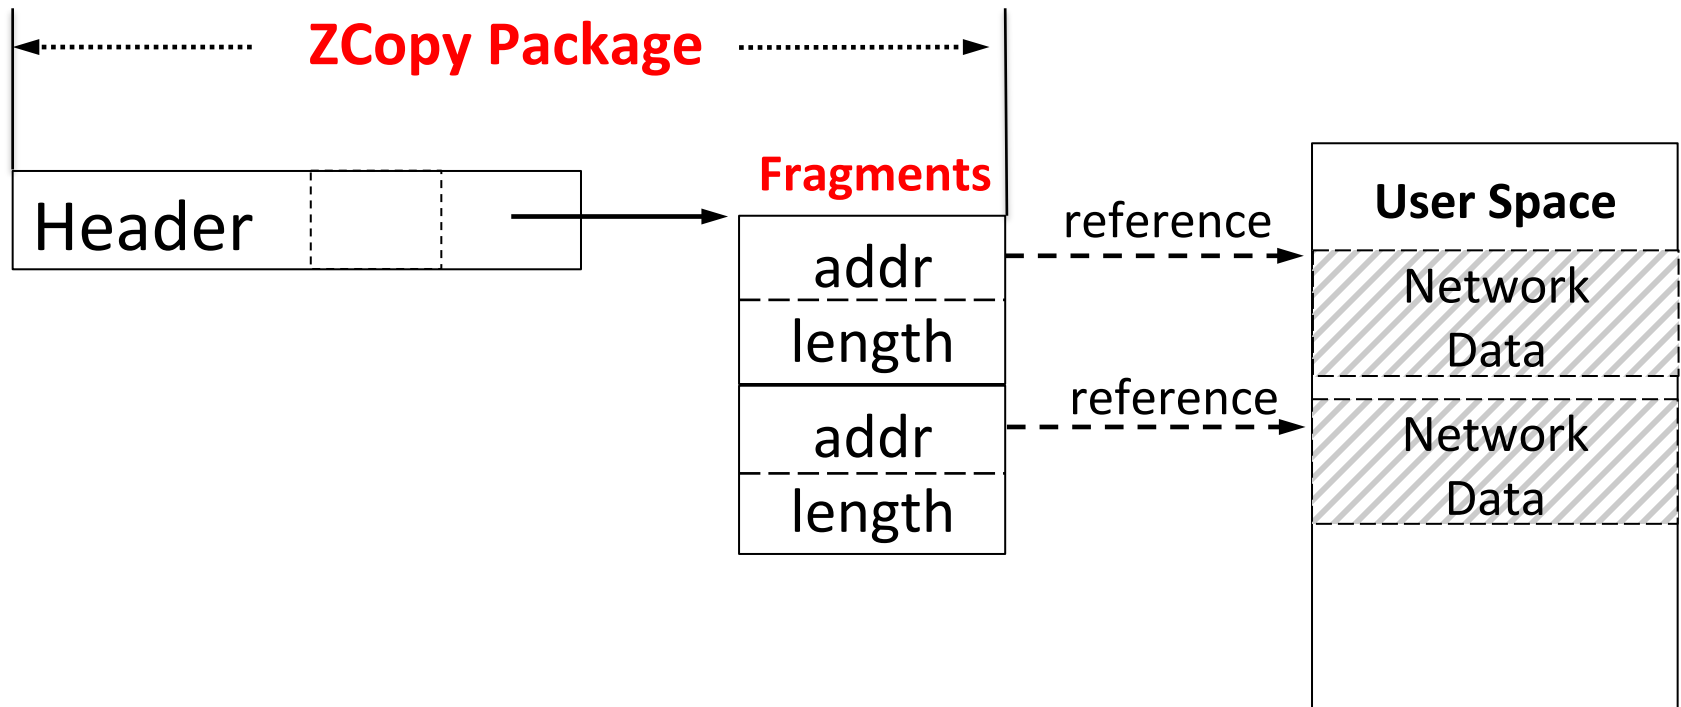 ZCopy Package
Header
Fragments
addr
length
addr
length
reference
reference
User Space
Network
Data
Network
Data